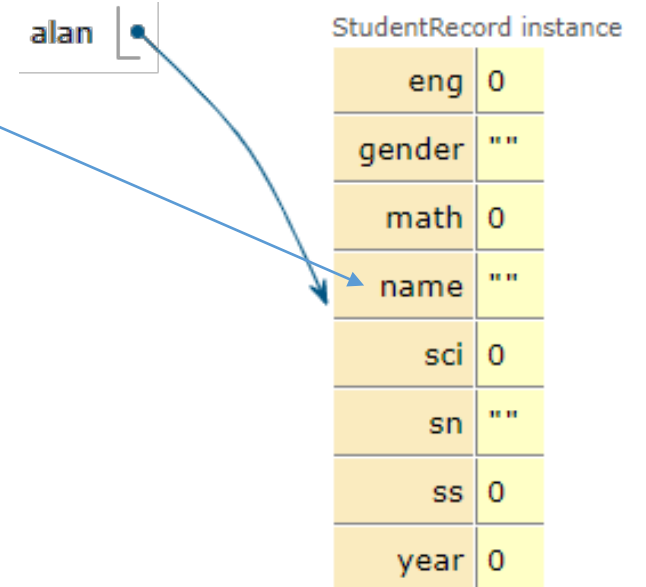 alan
StudentRecord instance
eng 0
gender ""
math 0
name ""
sci 0
sn ""
ss 0
year 0